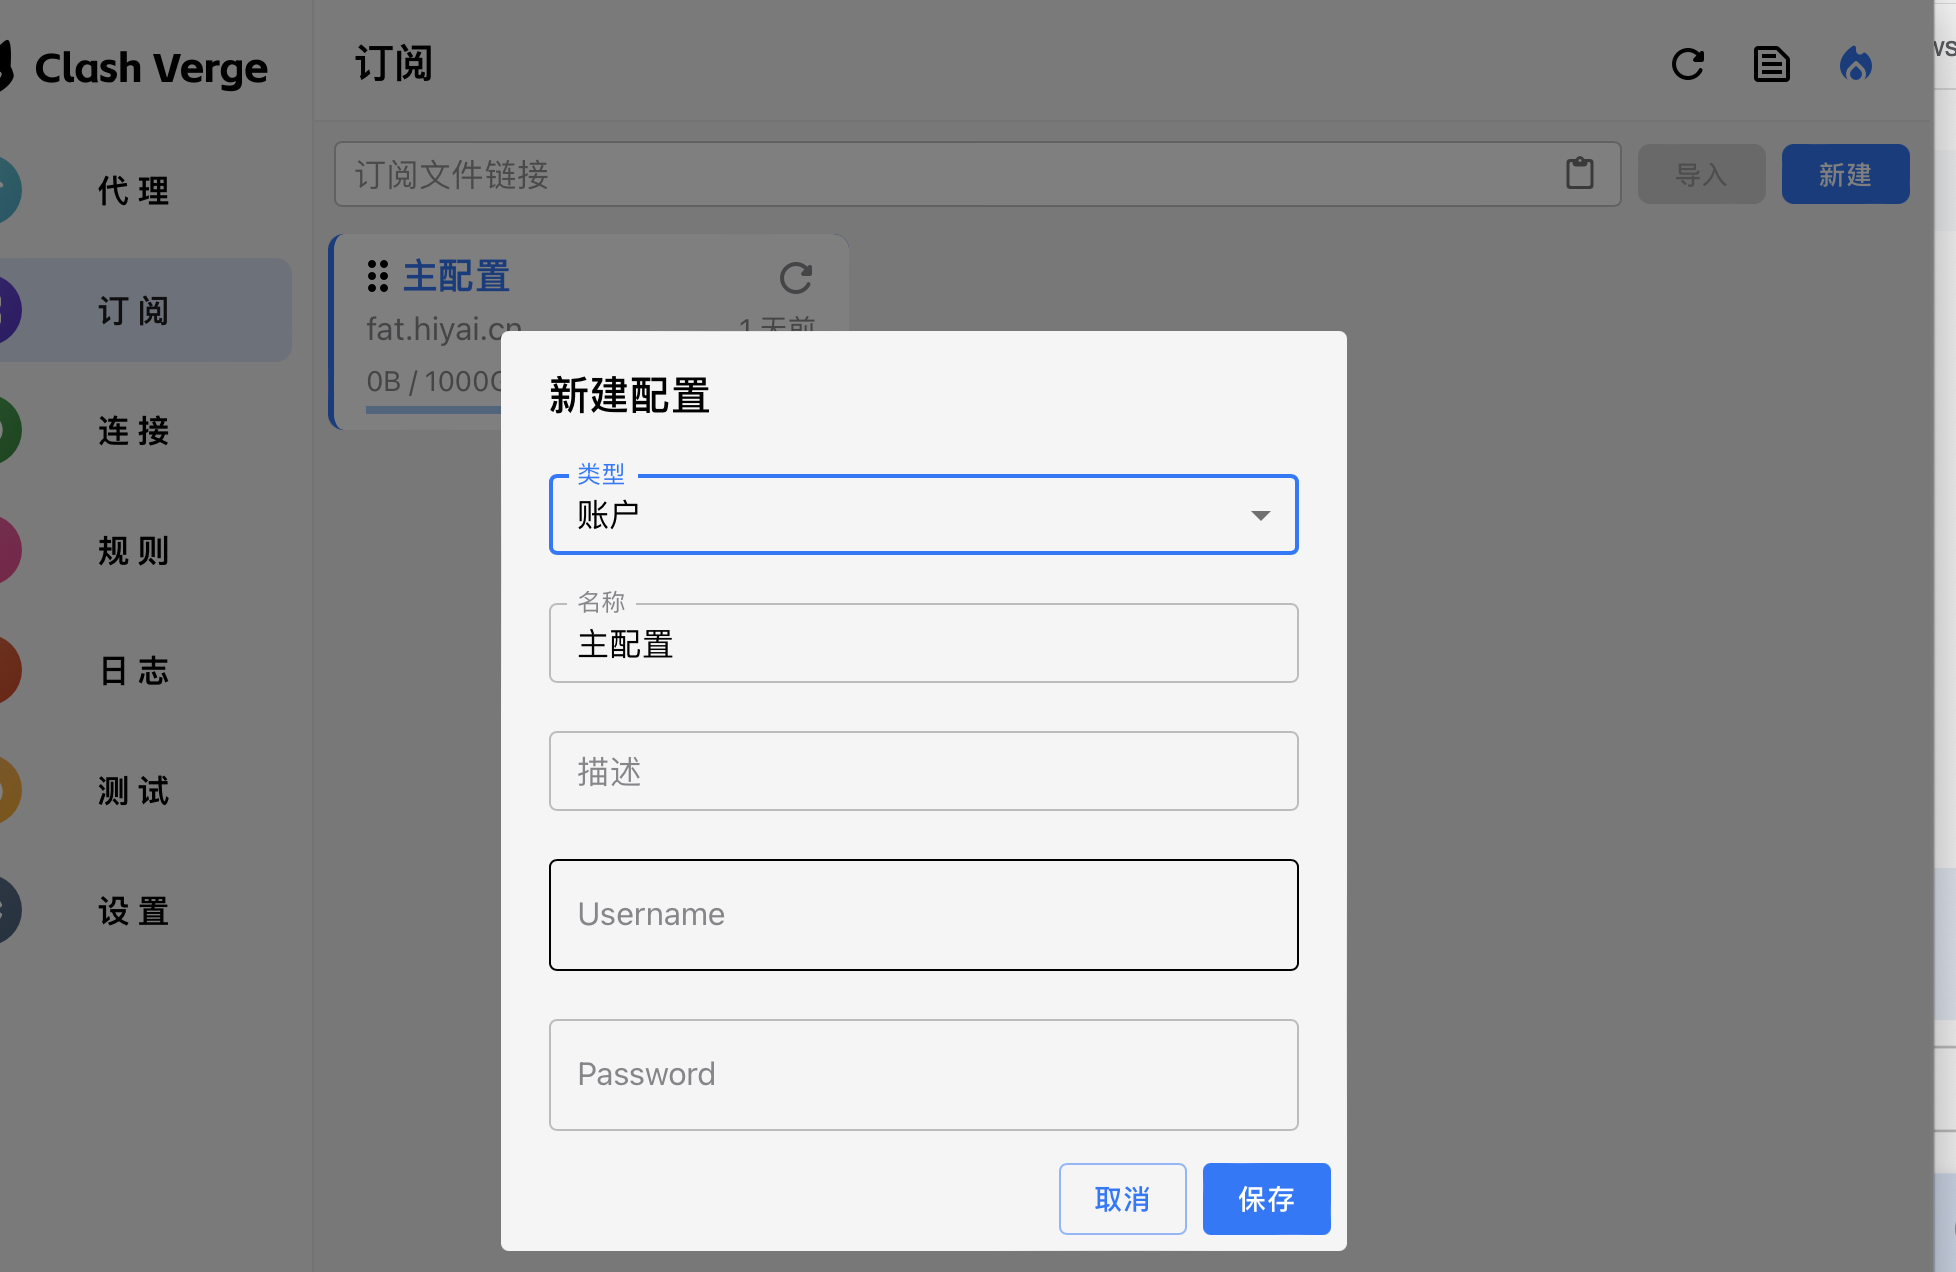 Clash Verge
代理
订阅
连接
规则
日志
测试
设置
订阅
订阅文件链接
导入
新建
主配置
fat.hiyai.cn
1 天前
0B / 1000G
新建配置
类型
账户
名称
主配置
描述
Username
Password
取消
保存